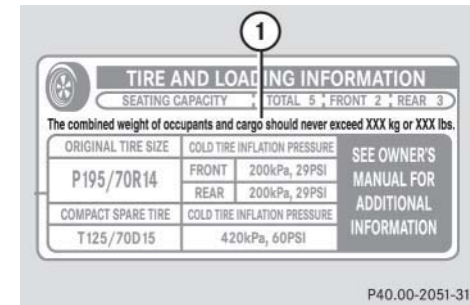 1
TIRE AND LOADING INFORMATION
SEATING CAPACITY TOTAL 5 FRONT 2 REAR 3
The combined weight of occupants and cargo should never exceed XXX kg or XXX lbs.
ORIGINAL TIRE SIZE COLD TIRE INFLATION PRESSURE
P195/70R14 FRONT 200kPa, 29PSI
REAR 200kPa, 29PSI
COMPACT SPARE TIRE COLD TIRE INFLATION PRESSURE
T125/70D15 420kPa, 60PSI
SEE OWNER'S
MANUAL FOR
ADDITIONAL
INFORMATION
P40.00-2051-31